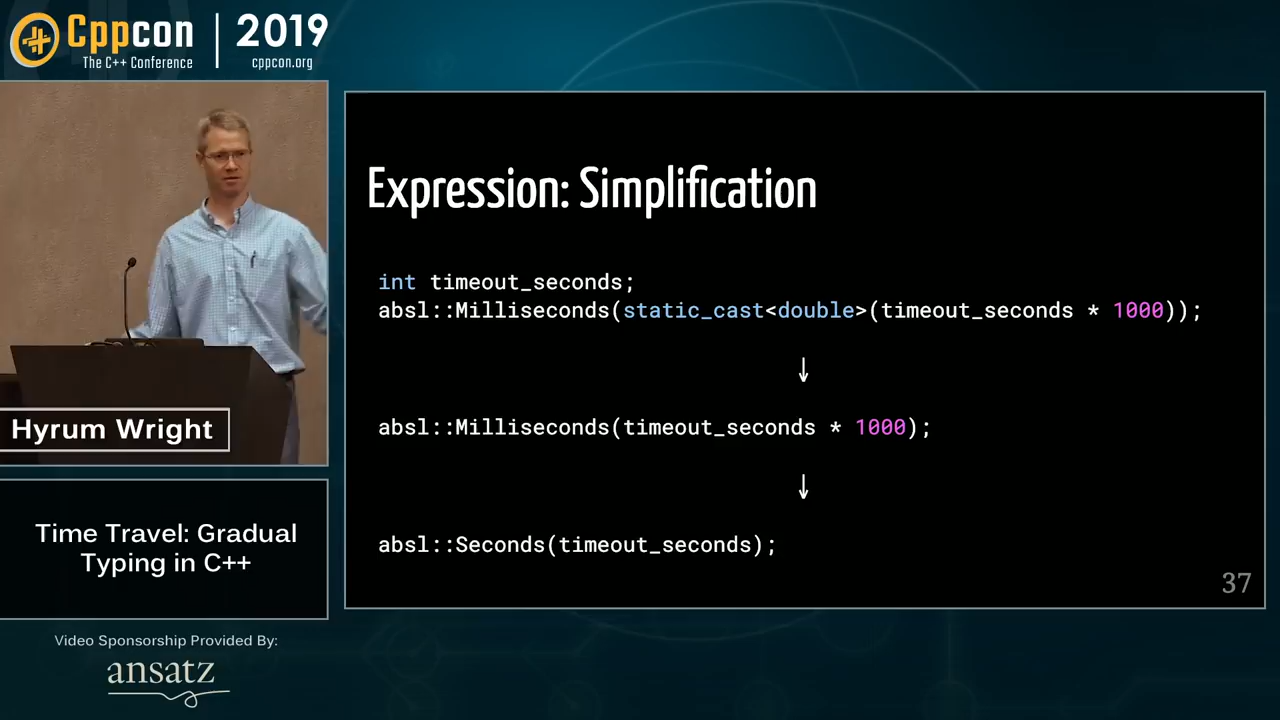 Cppcon
The C++ Conference
2019
cppcon.org
Expression: Simplification
int timeout_seconds;
absl::Milliseconds(static_cast<double>(timeout_seconds * 1000));
↓
absl::Milliseconds(timeout_seconds * 1000);
↓
absl::Seconds(timeout_seconds);
37
Hyrum Wright
Time Travel: Gradual
Typing in C++
Video Sponsorship Provided By:
ansatz